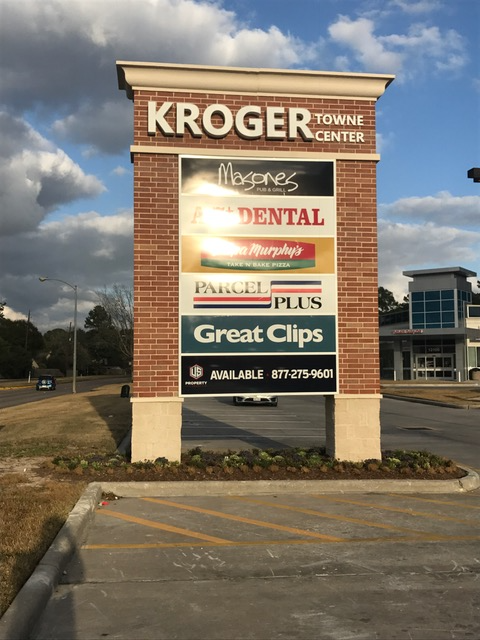 KROGER TOWNE CENTER
Masones
PUB & GRILL
DENTAL
Murphy's
TAKE N' BAKE PIZZA
PARCEL
PLUS
Great Clips
US PROPERTY
AVAILABLE 877-275-9601